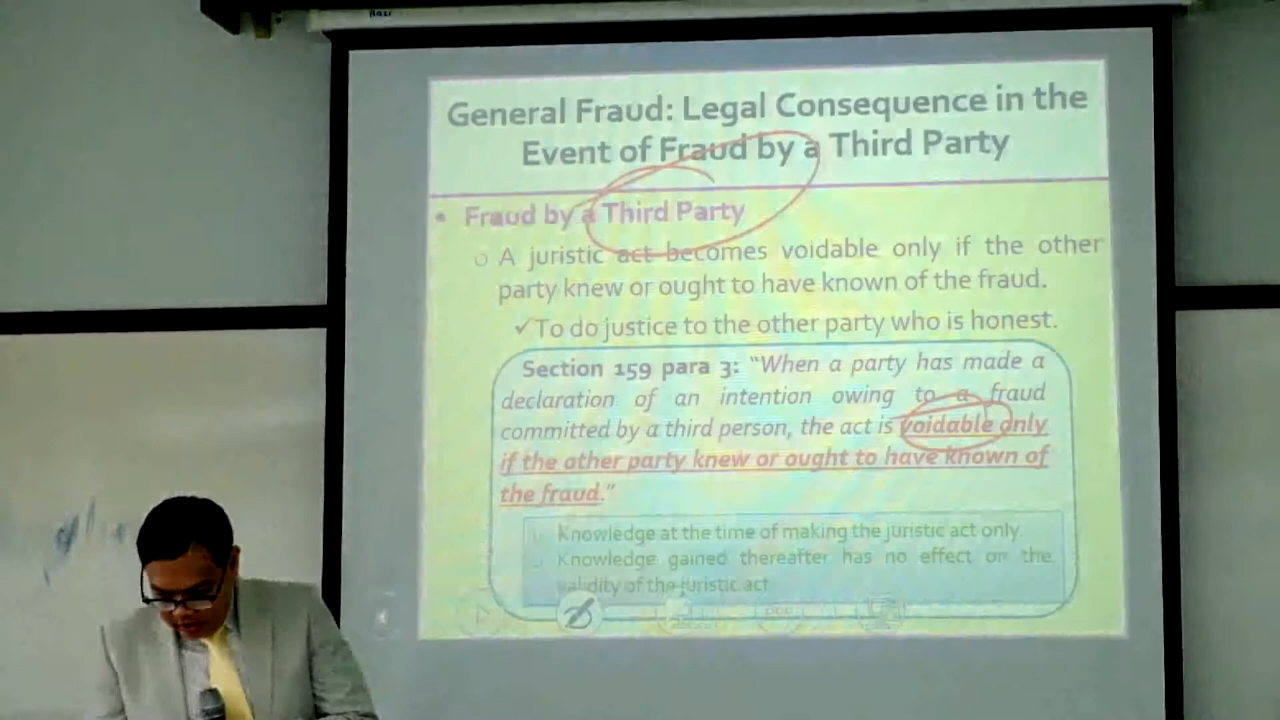 General Fraud: Legal Consequence in the
Event of Fraud by a Third Party
• Fraud by a Third Party
o A juristic act becomes voidable only if the other
party knew or ought to have known of the fraud.
✓To do justice to the other party who is honest.
Section 159 para 3: “When a party has made a
declaration of an intention owing to a fraud
committed by a third person, the act is voidable only
if the other party knew or ought to have known of
the fraud.”
Knowledge at the time of making the juristic act only
Knowledge gained thereafter has no effect on the
validity of the juristic act